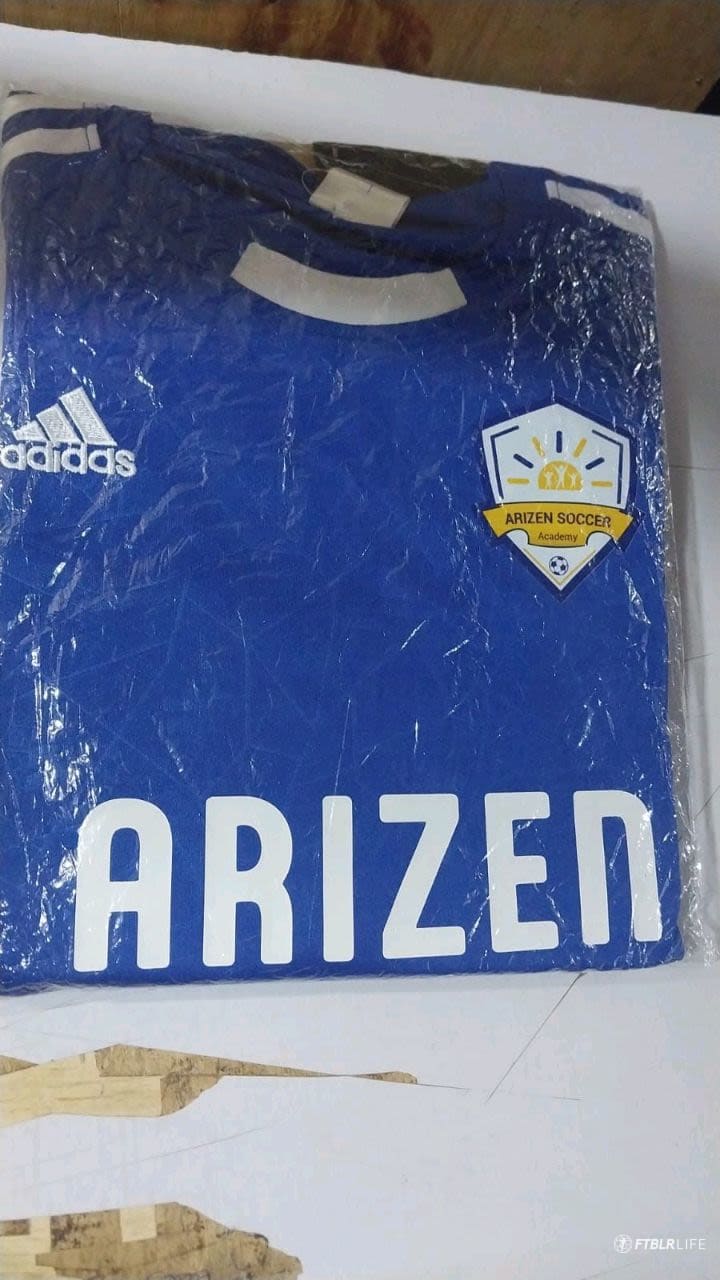 adidas
ARIZEN SOCCER
Academy
ARIZEN
FTBLRLIFE